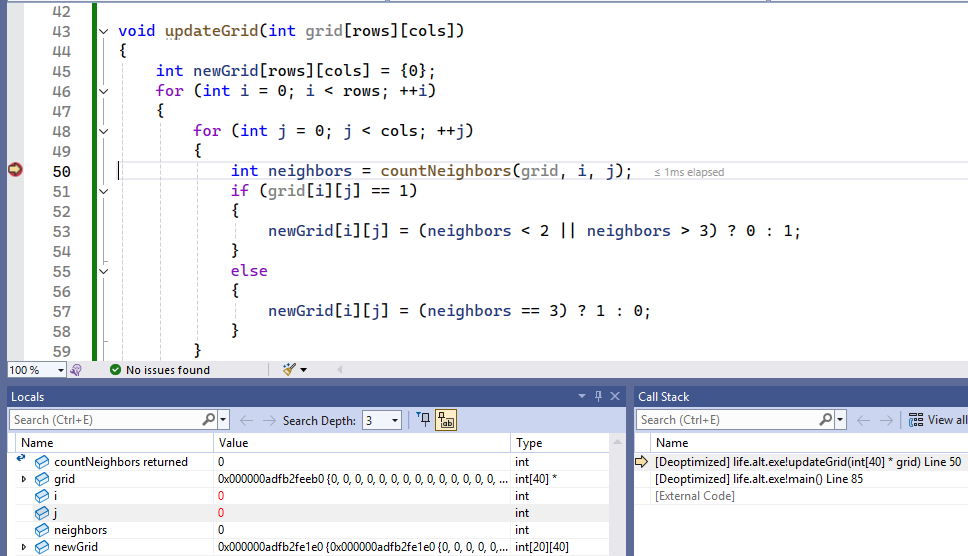 42
43 void updateGrid(int grid[rows][cols])
44 {
45 int newGrid[rows][cols] = {0};
46 for (int i = 0; i < rows; ++i)
47 {
48 for (int j = 0; j < cols; ++j)
49 {
50 int neighbors = countNeighbors(grid, i, j); ≤ 1ms elapsed
51 if (grid[i][j] == 1)
52 {
53 newGrid[i][j] = (neighbors < 2 || neighbors > 3) ? 0 : 1;
54 }
55 else
56 {
57 newGrid[i][j] = (neighbors == 3) ? 1 : 0;
58 }
59 }
100 % No issues found
Locals
Search (Ctrl+E) Search Depth: 3
Name Value Type
countNeighbors returned 0 int
grid 0x000000adfb2feeb0 {0, 0, 0, 0, 0, 0, 0, 0, 0, 0, 0, 0, 0, ... int[40] *
i 0 int
j 0 int
neighbors 0 int
newGrid 0x000000adfb2fe1e0 {0x000000adfb2fe1e0 {0, 0, 0, 0, 0,... int[20][40]
Call Stack
Search (Ctrl+E) View all
Name
[Deoptimized] life.alt.exe!updateGrid(int[40] * grid) Line 50
[Deoptimized] life.alt.exe!main() Line 85
[External Code]